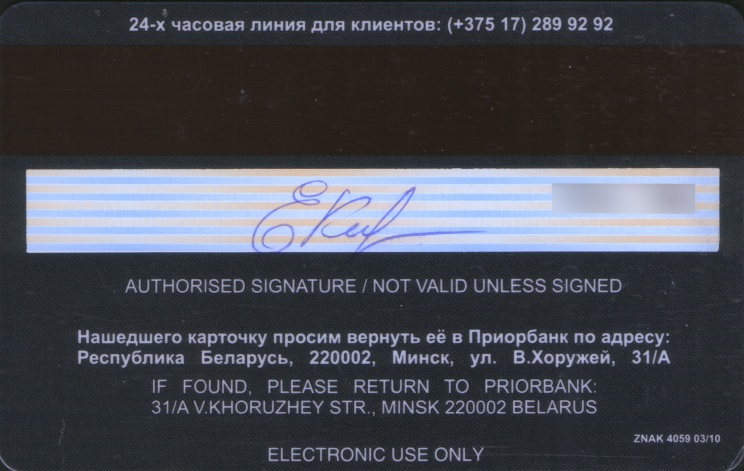 24-х часовая линия для клиентов: (+375 17) 289 92 92
AUTHORISED SIGNATURE / NOT VALID UNLESS SIGNED
Нашедшего карточку просим вернуть её в Приорбанк по адресу:
Республика Беларусь, 220002, Минск, ул. В.Хоружей, 31/А
IF FOUND, PLEASE RETURN TO PRIORBANK:
31/A V.KHORUZHEY STR., MINSK 220002 BELARUS
ZNAK 4059 03/10
ELECTRONIC USE ONLY